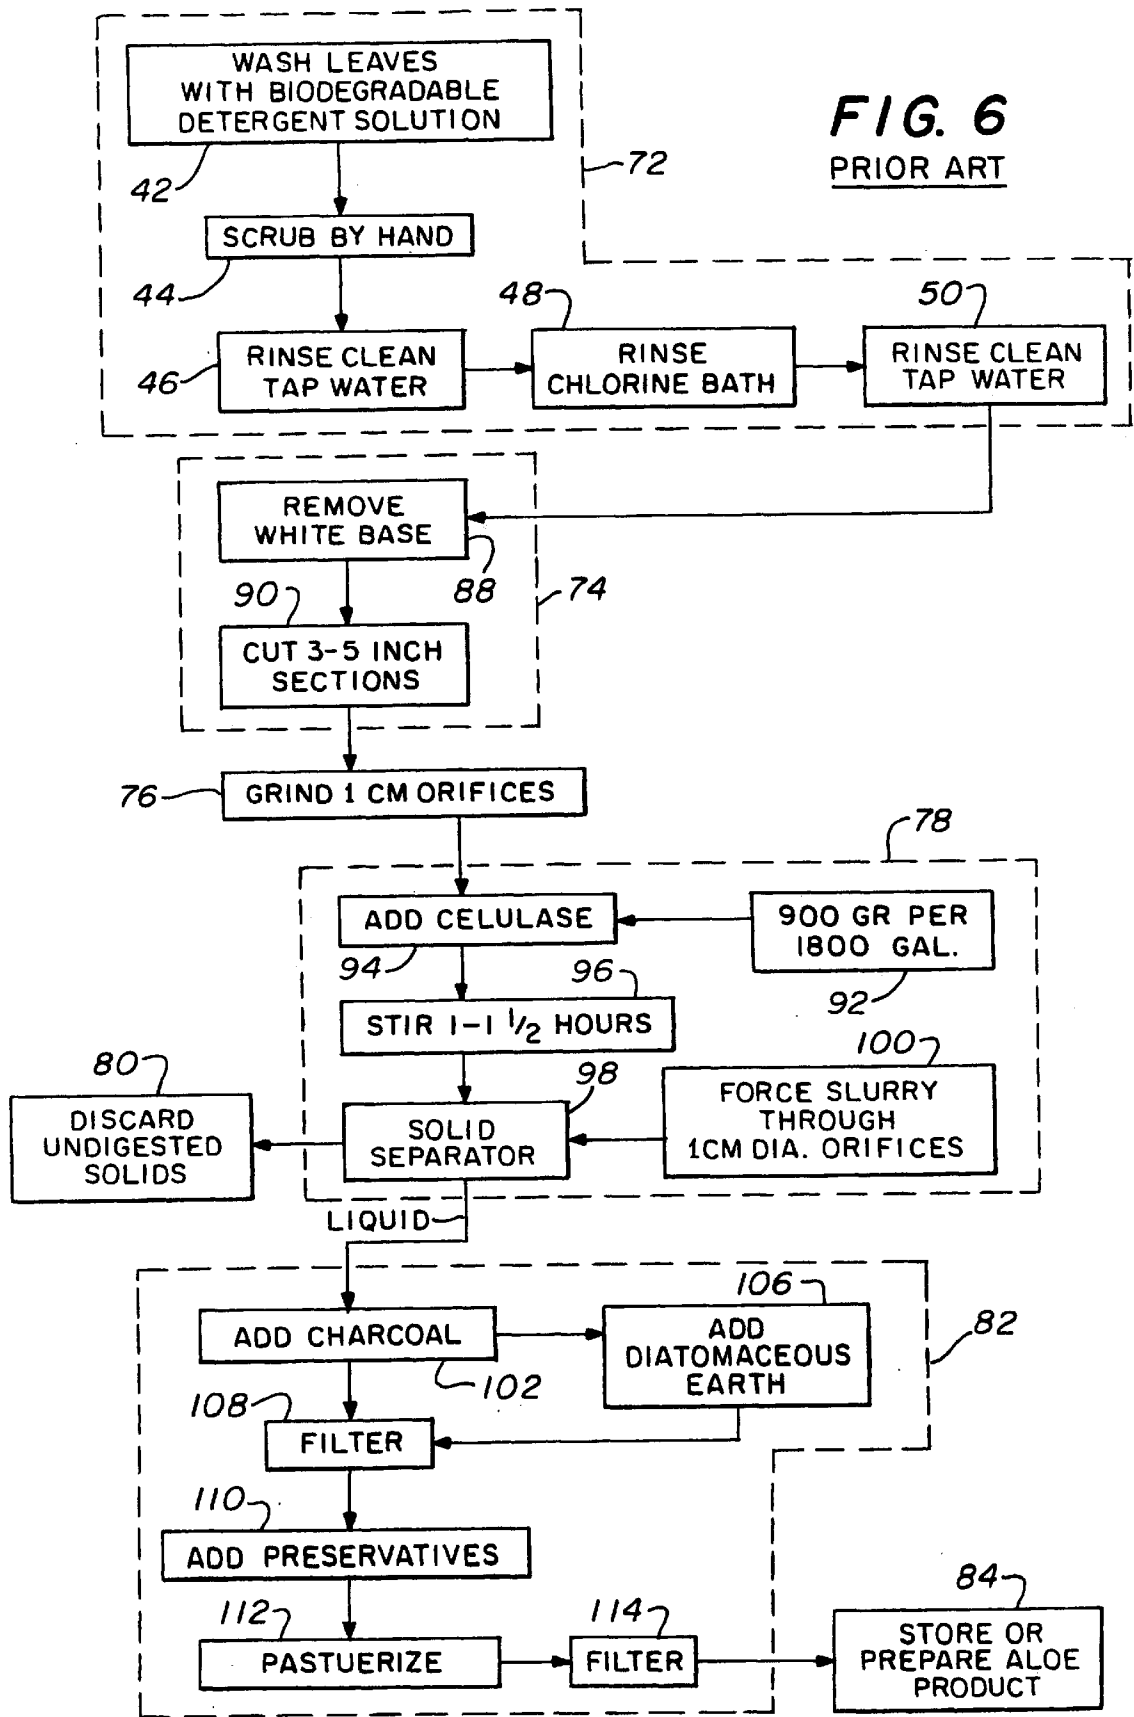 FIG. 6
PRIOR ART
WASH LEAVES
WITH BIODEGRADABLE
DETERGENT SOLUTION
42
72
SCRUB BY HAND
44
RINSE CLEAN
TAP WATER
46
48
RINSE
CHLORINE BATH
50
RINSE CLEAN
TAP WATER
REMOVE
WHITE BASE
88
74
90
CUT 3-5 INCH
SECTIONS
76
GRIND 1 CM ORIFICES
78
ADD CELULASE
94
900 GR PER
1800 GAL.
92
96
STIR 1-1 1/2 HOURS
98
SOLID
SEPARATOR
100
FORCE SLURRY
THROUGH
1CM DIA. ORIFICES
80
DISCARD
UNDIGESTED
SOLIDS
LIQUID
ADD CHARCOAL
102
106
ADD
DIATOMACEOUS
EARTH
82
108
FILTER
110
ADD PRESERVATIVES
112
PASTUERIZE
114
FILTER
84
STORE OR
PREPARE ALOE
PRODUCT